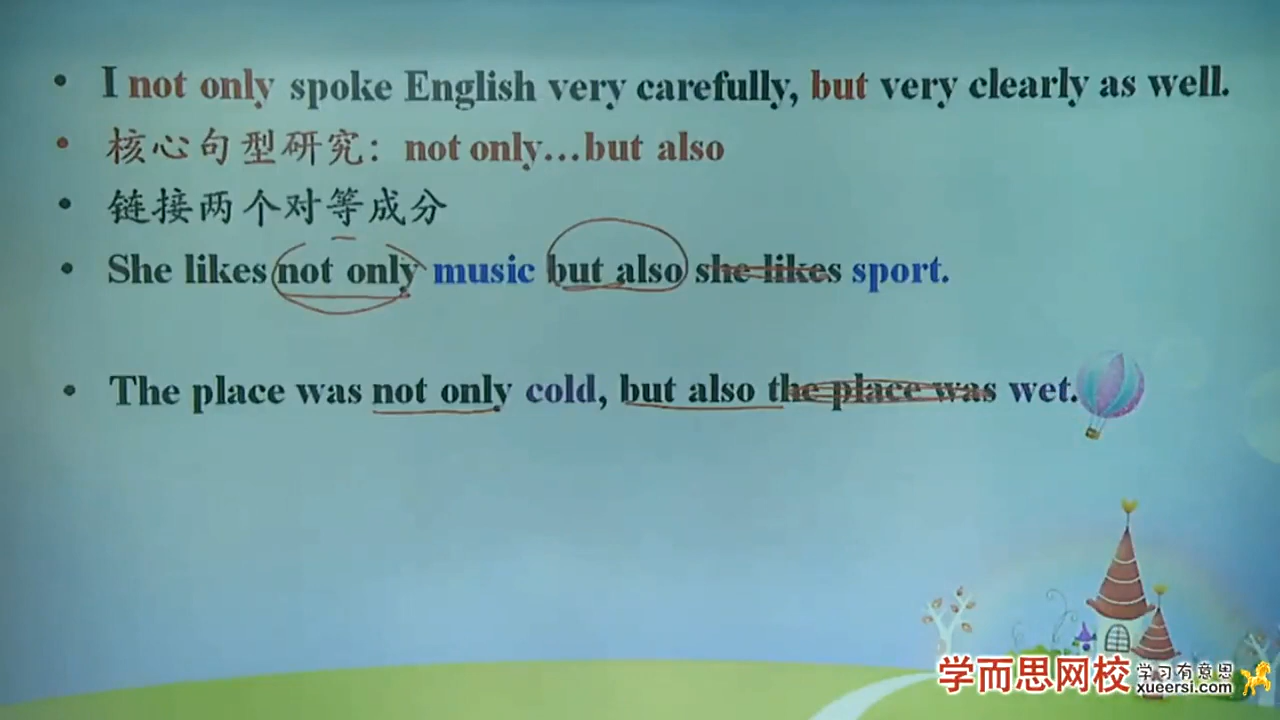 • I not only spoke English very carefully, but very clearly as well.
• 核心句型研究：not only…but also
• 链接两个对等成分
• She likes not only music but also she likes sport.
• The place was not only cold, but also the place was wet.
学而思网校 学习有意思
xueersi.com